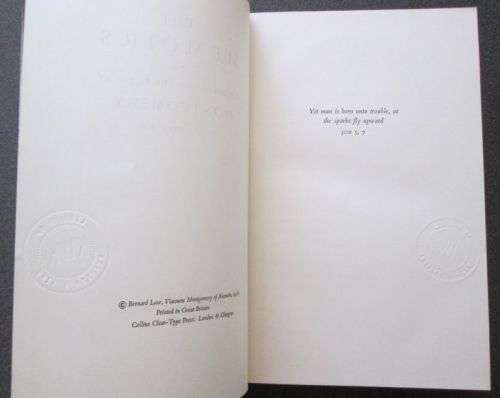 © Bernard Law, Viscount Montgomery of Alamein, 1958
Printed in Great Britain
Collins Clear-Type Press: London & Glasgow
Yet man is born unto trouble, as
the sparks fly upward
JOB 5, 7